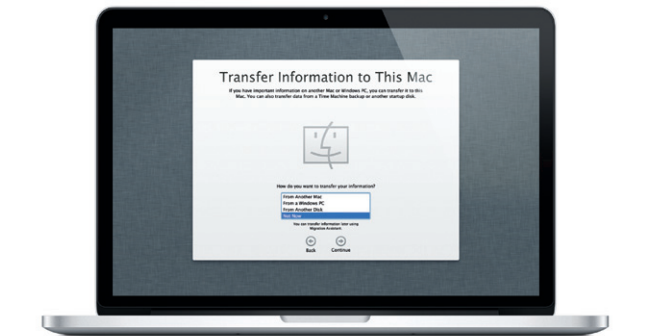 Transfer Information to This Mac
If you have important information on another Mac or Windows PC, you can transfer it to this
Mac. You can also transfer data from a Time Machine backup or another startup disk.
How do you want to transfer your information?
From Another Mac
From a Windows PC
From Another Disk
Not Now
You can transfer information later using
Migration Assistant.
Back
Continue